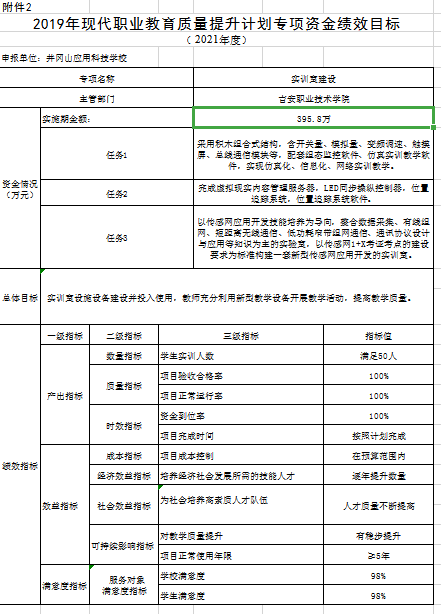 附件2
2019年现代职业教育质量提升计划专项资金绩效目标
（2021年度）
申报单位：井冈山应用科技学校
专项名称 实训室建设
主管部门 吉安职业技术学院
资金情况（万元） 实施期金额： 395.8万
任务1 采用积木组合式结构，含开关量、模拟量、变频调速、触摸
屏、总线通信模块等，配套组态监控软件、仿真实训教学软
件，实现仿真化、信息化、网络实训教学。
任务2 完成虚拟现实内容管理服务器，LED同步操纵控制器，位置
追踪系统，位置追踪系统软件。
任务3 以传感网应用开发技能培养为导向，整合数据采集、有线组
网、短距离无线通信、低功耗窄带组网通信、通讯协议设计
与应用等知识为主的实验室，以传感网1+X考证考点的建设
要求为标准构建一套新型传感网应用开发的实训室。
总体目标 实训室设施设备建设并投入使用，教师充分利用新型教学设备开展教学活动，提高教学质量。
绩效指标 一级指标 二级指标 三级指标 指标值
产出指标 数量指标 学生实训人数 满足50人
质量指标 项目验收合格率 100%
项目正常运行率 100%
时效指标 资金到位率 100%
项目完成时间 按照计划完成
效益指标 成本指标 项目成本控制 在预算范围内
经济效益指标 培养经济社会发展所需的技能人才 逐年提升数量
社会效益指标 为社会培养高素质人才队伍 人才质量不断提高
可持续影响指标 对教学质量提升 有稳步提升
项目正常使用年限 ≥5年
满意度指标 服务对象
满意度指标 学校满意度 98%
学生满意度 98%